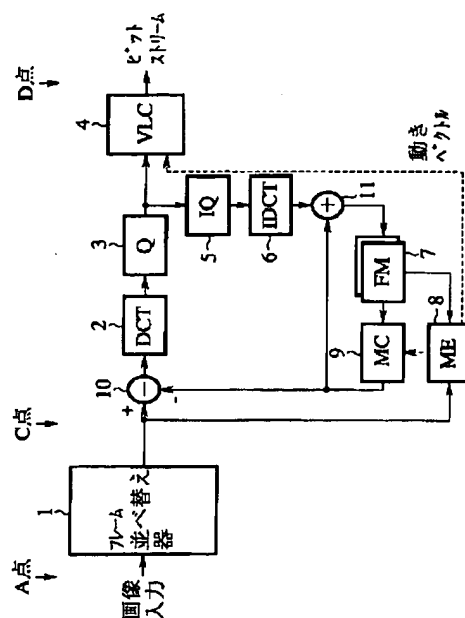 A点
C点
D点
画像
入力
1
フレーム
並べ替え
器
10
+
-
2
DCT
3
Q
4
VLC
ビット
ストリーム
5
IQ
6
IDCT
+
11
FM
7
9
MC
ME
8
動き
ベクトル